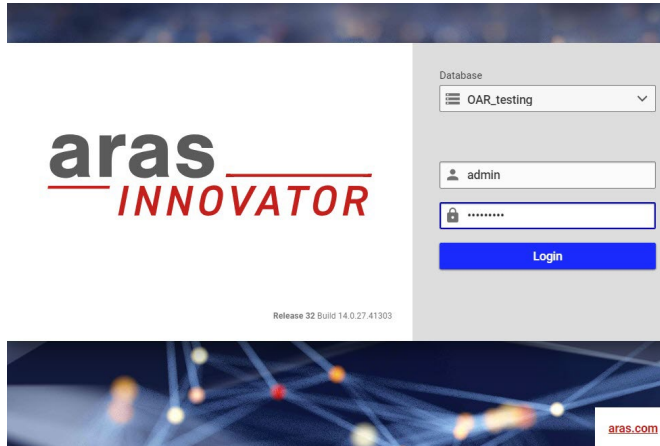 aras
INNOVATOR
Release 32 Build 14.0.27.41303
Database
OAR_testing
admin
•••••••••
Login
aras.com